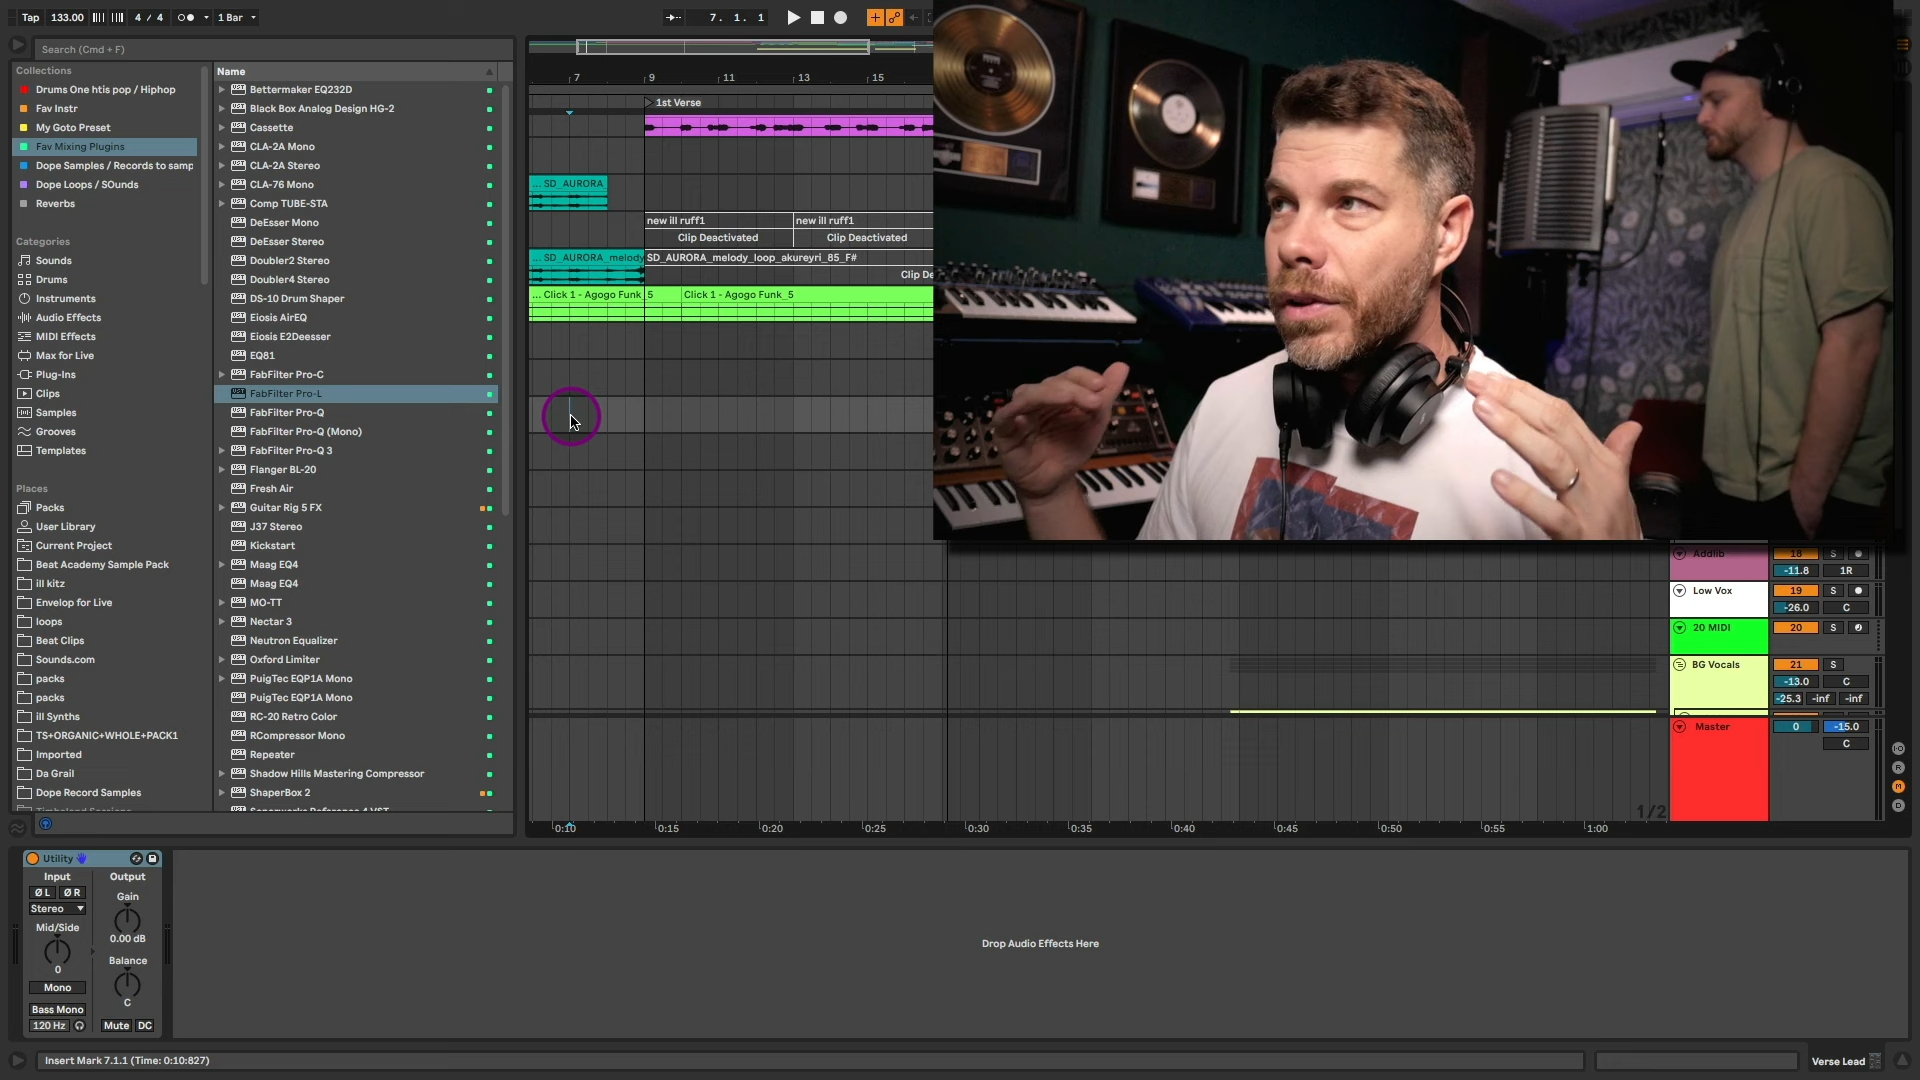 Tap 133.00 4 / 4 1 Bar 7. 1. 1
Search (Cmd + F)
Collections
Drums One htis pop / Hiphop
Fav Instr
My Goto Preset
Fav Mixing Plugins
Dope Samples / Records to samp
Dope Loops / SOunds
Reverbs
Categories
Sounds
Drums
Instruments
Audio Effects
MIDI Effects
Max for Live
Plug-Ins
Clips
Samples
Grooves
Templates
Places
Packs
User Library
Current Project
Beat Academy Sample Pack
ill kitz
Envelop for Live
loops
Beat Clips
Sounds.com
packs
packs
ill Synths
TS+ORGANIC+WHOLE+PACK1
Imported
Da Grail
Dope Record Samples
Name
Bettermaker EQ232D
Black Box Analog Design HG-2
Cassette
CLA-2A Mono
CLA-2A Stereo
CLA-76 Mono
Comp TUBE-STA
DeEsser Mono
DeEsser Stereo
Doubler2 Stereo
Doubler4 Stereo
DS-10 Drum Shaper
Eiosis AirEQ
Eiosis E2Deesser
EQ81
FabFilter Pro-C
FabFilter Pro-L
FabFilter Pro-Q
FabFilter Pro-Q (Mono)
FabFilter Pro-Q 3
Flanger BL-20
Fresh Air
Guitar Rig 5 FX
J37 Stereo
Kickstart
Maag EQ4
Maag EQ4
MO-TT
Nectar 3
Neutron Equalizer
Oxford Limiter
PuigTec EQP1A Mono
PuigTec EQP1A Mono
RC-20 Retro Color
RCompressor Mono
Repeater
Shadow Hills Mastering Compressor
ShaperBox 2
7 9 11 13 15
1st Verse
... SD_AURORA
new ill ruff1 new ill ruff1
Clip Deactivated Clip Deactivated
... SD_AURORA_melody SD_AURORA_melody_loop_akureyri_85_F#
Clip De
... Click 1 - Agogo Funk_5 Click 1 - Agogo Funk_5
Addlib 18 S
-11.8 1R
Low Vox 19 S
-26.0 C
20 MIDI 20 S
BG Vocals 21 S
-13.0 C
-25.3 -inf -inf
Master 0 -15.0
C
1/2
0:10 0:15 0:20 0:25 0:30 0:35 0:40 0:45 0:50 0:55 1:00
Utility
Input Output
Ø L Ø R Gain
Stereo
Mid/Side 0.00 dB
Balance
0
Mono
C
Bass Mono
120 Hz Mute DC
Drop Audio Effects Here
Insert Mark 7.1.1 (Time: 0:10:827)
Verse Lead